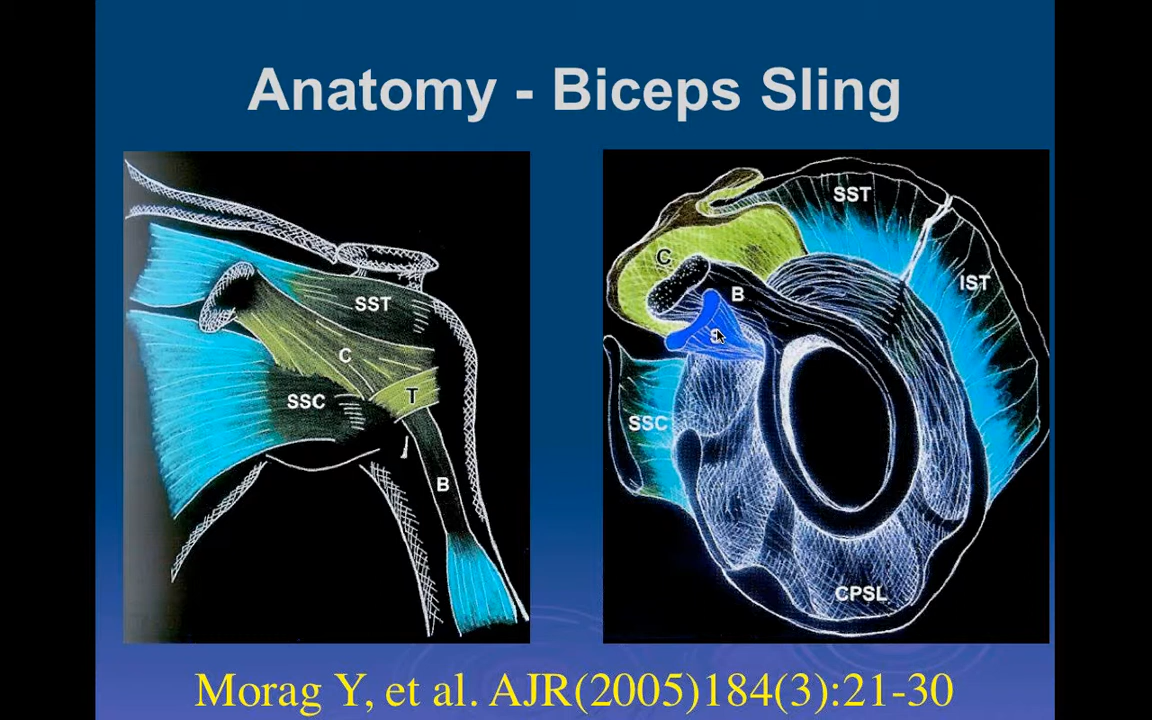 Anatomy - Biceps Sling
SST
C
T
SSC
B
SST
C
B
IST
S
SSC
CPSL
Morag Y, et al. AJR(2005)184(3):21-30